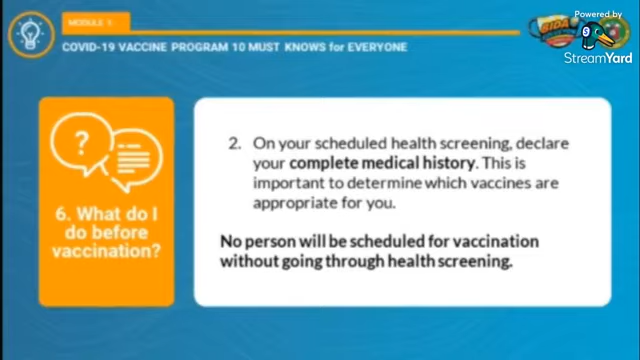 MODULE 1
Powered by
BIDA
StreamYard
COVID-19 VACCINE PROGRAM 10 MUST KNOWS for EVERYONE
?
6. What do I
do before
vaccination?
2. On your scheduled health screening, declare
your complete medical history. This is
important to determine which vaccines are
appropriate for you.
No person will be scheduled for vaccination
without going through health screening.